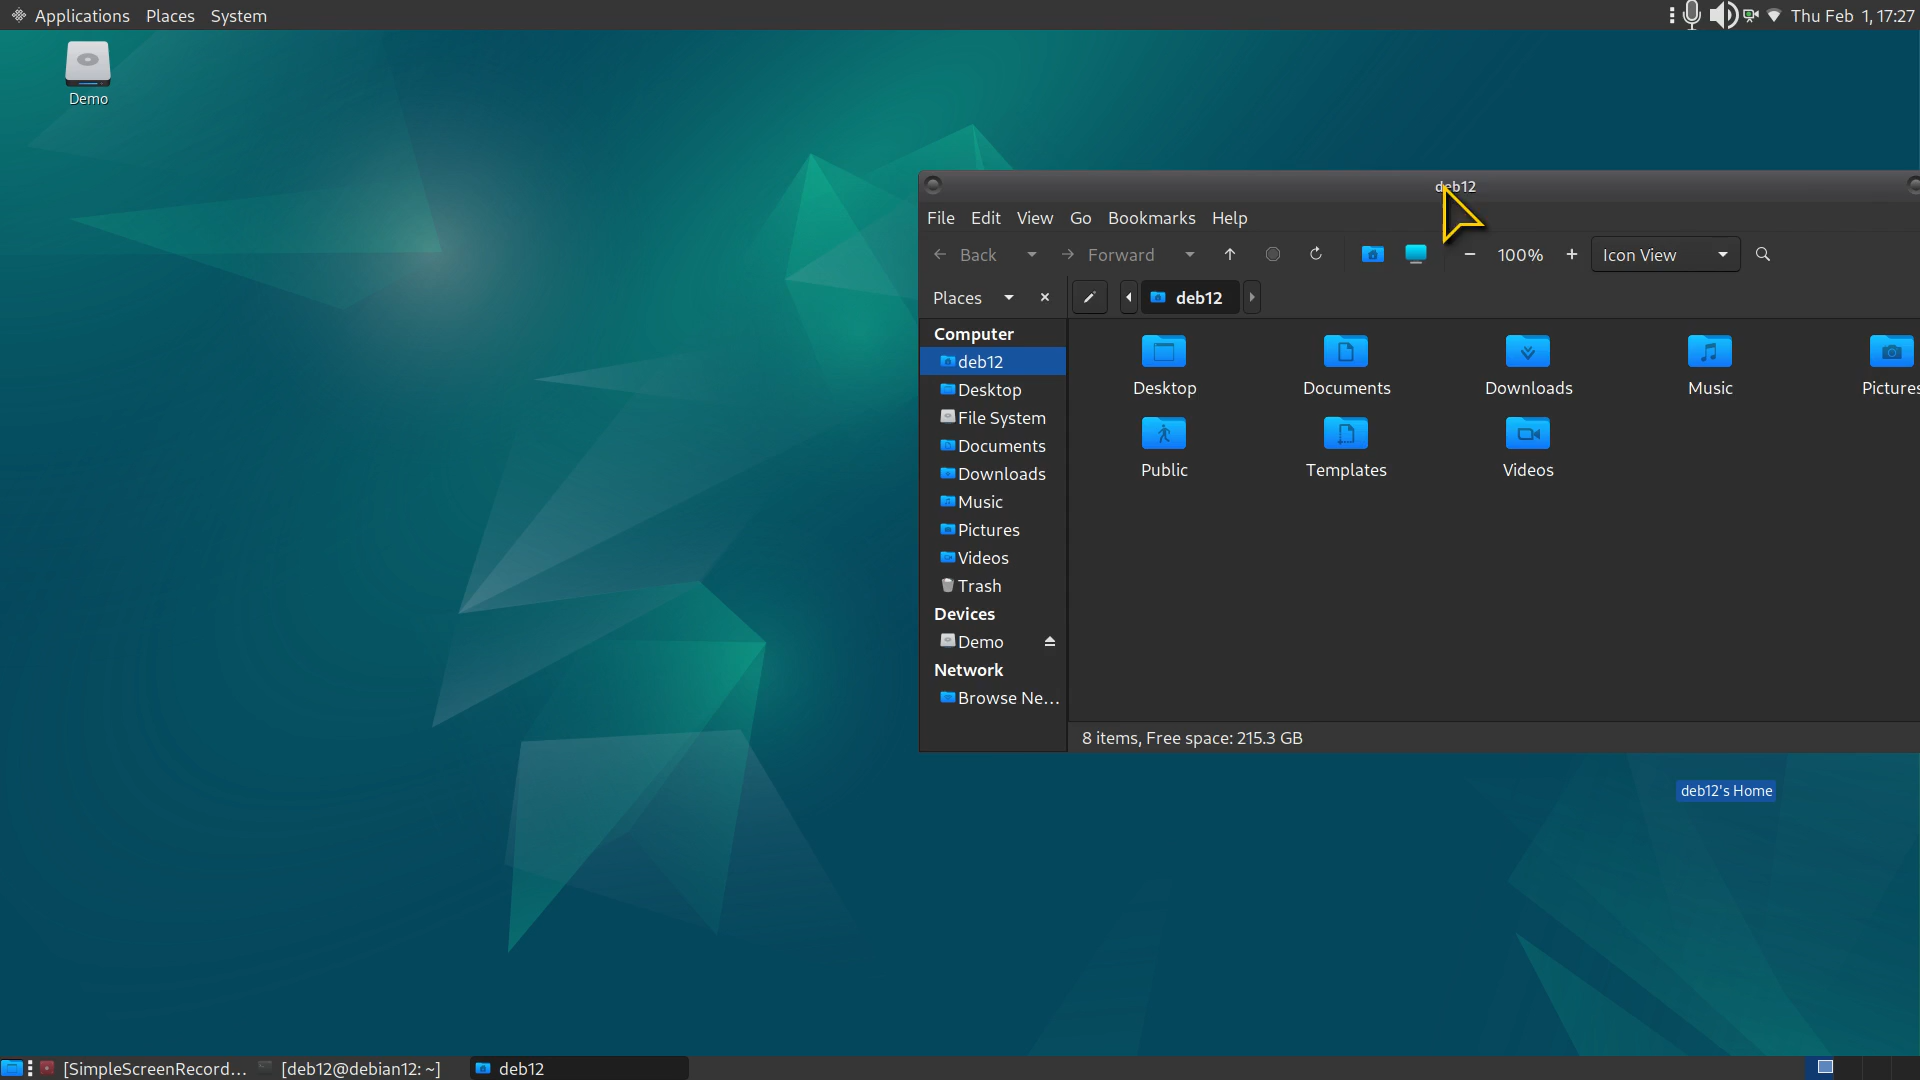 Applications Places System
Thu Feb 1, 17:27
Demo
deb12
File Edit View Go Bookmarks Help
Back Forward 100% Icon View
Places deb12
Computer
deb12
Desktop
File System
Documents
Downloads
Music
Pictures
Videos
Trash
Devices
Demo
Network
Browse Ne...
Desktop Documents Downloads Music Pictures
Public Templates Videos
8 items, Free space: 215.3 GB
deb12's Home
[SimpleScreenRecord... [deb12@debian12: ~] deb12